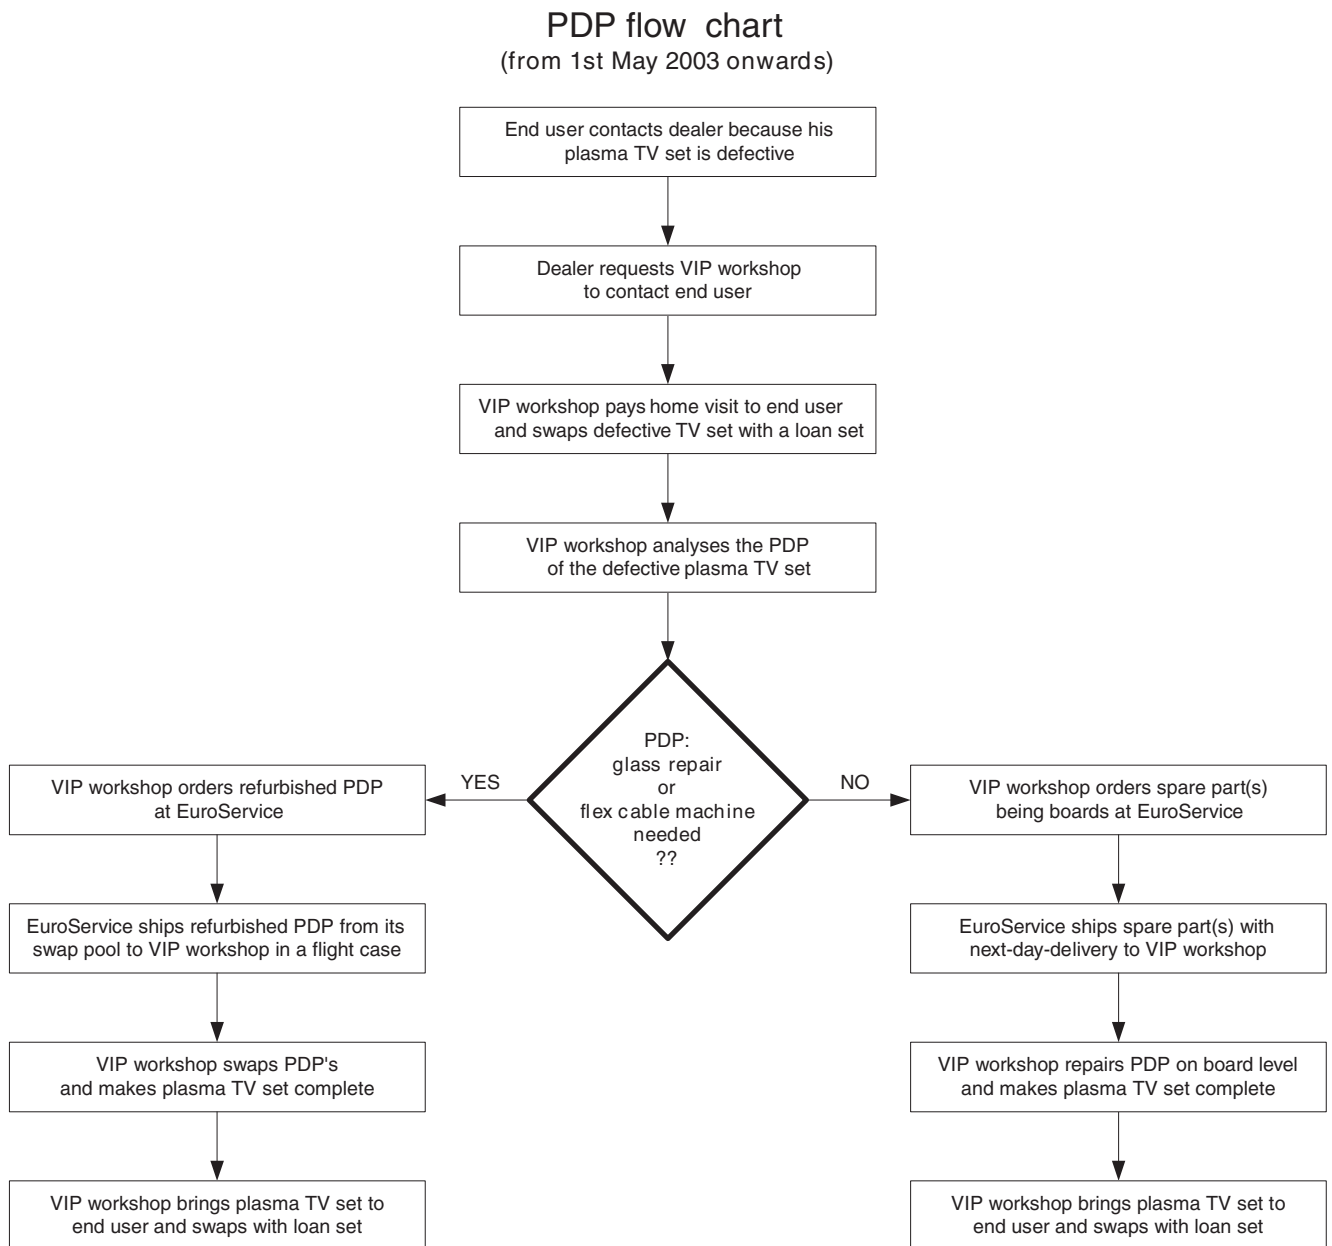 PDP flow chart
(from 1st May 2003 onwards)
End user contacts dealer because his
plasma TV set is defective
Dealer requests VIP workshop
to contact end user
VIP workshop pays home visit to end user
and swaps defective TV set with a loan set
VIP workshop analyses the PDP
of the defective plasma TV set
PDP:
glass repair
or
flex cable machine
needed
??
YES
NO
VIP workshop orders refurbished PDP
at EuroService
EuroService ships refurbished PDP from its
swap pool to VIP workshop in a flight case
VIP workshop swaps PDP's
and makes plasma TV set complete
VIP workshop brings plasma TV set to
end user and swaps with loan set
VIP workshop orders spare part(s)
being boards at EuroService
EuroService ships spare part(s) with
next-day-delivery to VIP workshop
VIP workshop repairs PDP on board level
and makes plasma TV set complete
VIP workshop brings plasma TV set to
end user and swaps with loan set